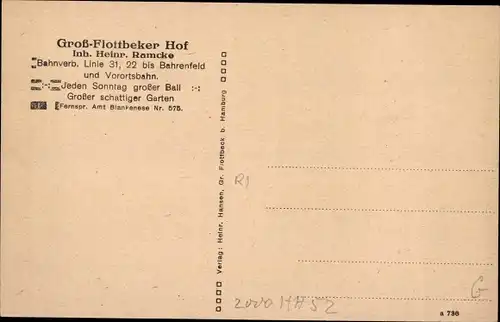 Groß-Flottbeker Hof
Inh. Heinr. Ramcke
Bahnverb. Linie 31, 22 bis Bahrenfeld
und Vorortsbahn.
Jeden Sonntag großer Ball
Großer schattiger Garten
Fernspr. Amt Blankenese Nr. 575.
Verlag: Heinr. Hansen, Gr. Flottbeck b. Hamburg
R1
2000 HH 52
G
a 736